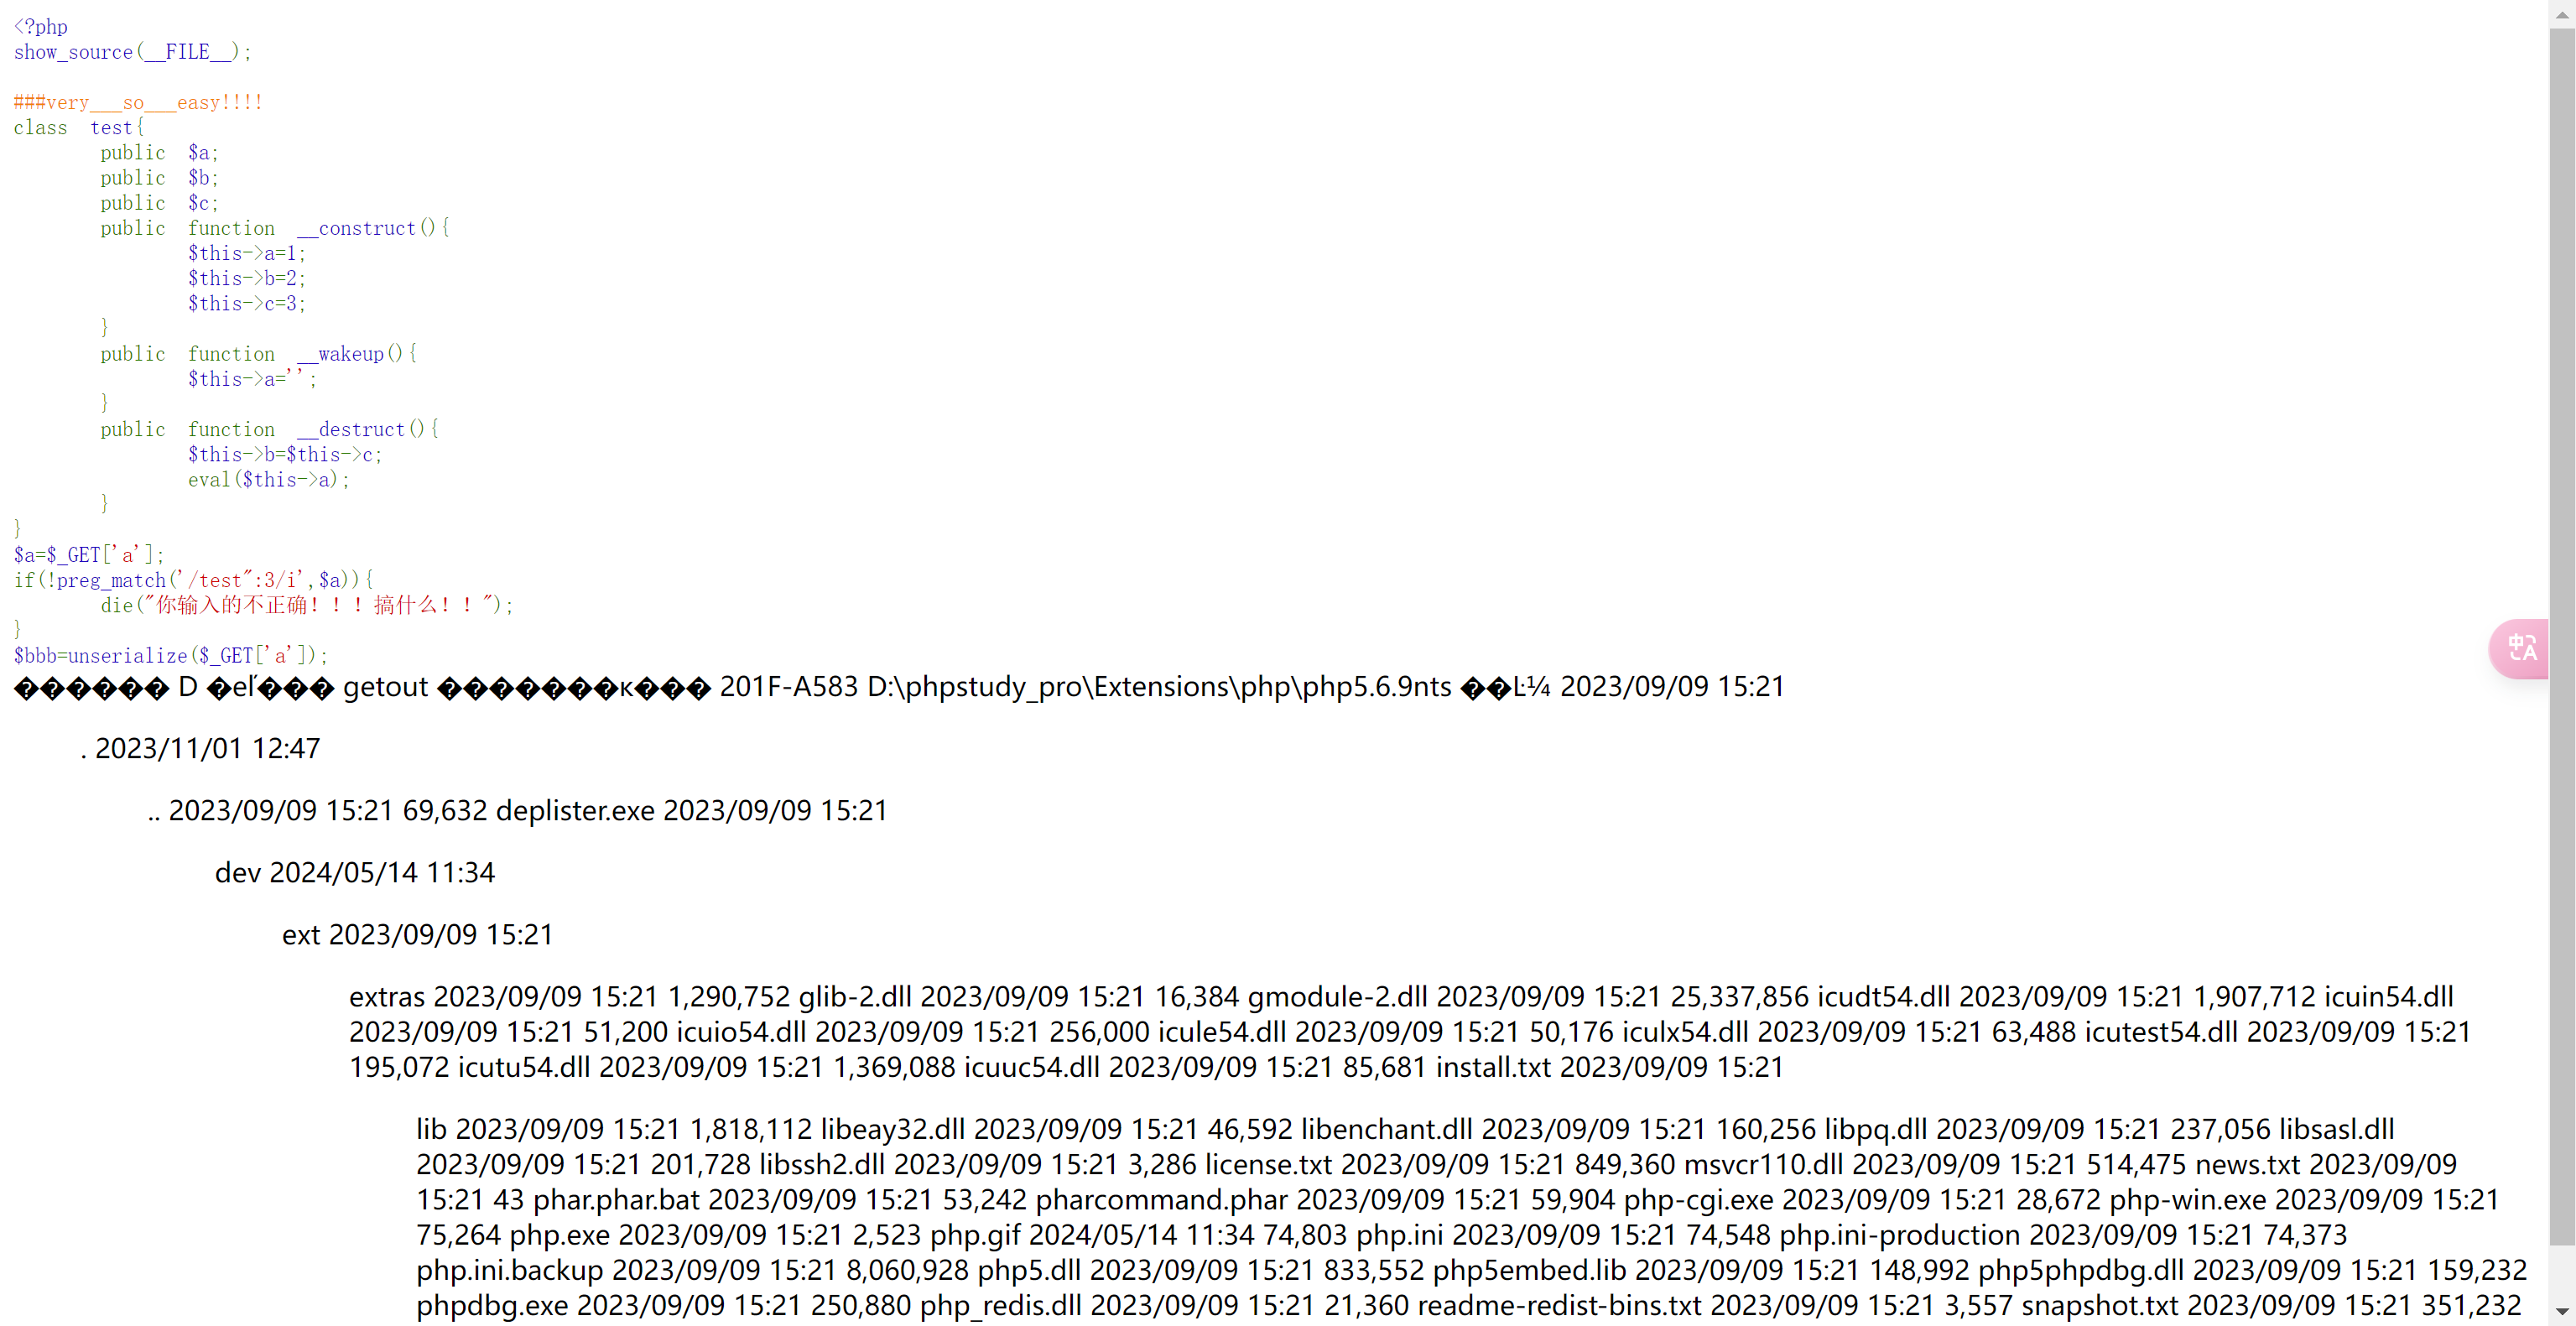 <?php
show_source(__FILE__);
###very___so___easy!!!!
class test{
public $a;
public $b;
public $c;
public function __construct(){
$this->a=1;
$this->b=2;
$this->c=3;
}
public function __wakeup(){
$this->a='';
}
public function __destruct(){
$this->b=$this->c;
eval($this->a);
}
}
$a=$_GET['a'];
if(!preg_match('/test":3/i',$a)){
die("你输入的不正确！！！搞什么！！");
}
$bbb=unserialize($_GET['a']);
������ D �eľ��� getout �������к��� 201F-A583 D:\phpstudy_pro\Extensions\php\php5.6.9nts ��Ŀ¼ 2023/09/09 15:21
. 2023/11/01 12:47
.. 2023/09/09 15:21 69,632 deplister.exe 2023/09/09 15:21
dev 2024/05/14 11:34
ext 2023/09/09 15:21
extras 2023/09/09 15:21 1,290,752 glib-2.dll 2023/09/09 15:21 16,384 gmodule-2.dll 2023/09/09 15:21 25,337,856 icudt54.dll 2023/09/09 15:21 1,907,712 icuin54.dll
2023/09/09 15:21 51,200 icuio54.dll 2023/09/09 15:21 256,000 icule54.dll 2023/09/09 15:21 50,176 iculx54.dll 2023/09/09 15:21 63,488 icutest54.dll 2023/09/09 15:21
195,072 icutu54.dll 2023/09/09 15:21 1,369,088 icuuc54.dll 2023/09/09 15:21 85,681 install.txt 2023/09/09 15:21
lib 2023/09/09 15:21 1,818,112 libeay32.dll 2023/09/09 15:21 46,592 libenchant.dll 2023/09/09 15:21 160,256 libpq.dll 2023/09/09 15:21 237,056 libsasl.dll
2023/09/09 15:21 201,728 libssh2.dll 2023/09/09 15:21 3,286 license.txt 2023/09/09 15:21 849,360 msvcr110.dll 2023/09/09 15:21 514,475 news.txt 2023/09/09
15:21 43 phar.phar.bat 2023/09/09 15:21 53,242 pharcommand.phar 2023/09/09 15:21 59,904 php-cgi.exe 2023/09/09 15:21 28,672 php-win.exe 2023/09/09 15:21
75,264 php.exe 2023/09/09 15:21 2,523 php.gif 2024/05/14 11:34 74,803 php.ini 2023/09/09 15:21 74,548 php.ini-production 2023/09/09 15:21 74,373
php.ini.backup 2023/09/09 15:21 8,060,928 php5.dll 2023/09/09 15:21 833,552 php5embed.lib 2023/09/09 15:21 148,992 php5phpdbg.dll 2023/09/09 15:21 159,232
phpdbg.exe 2023/09/09 15:21 250,880 php_redis.dll 2023/09/09 15:21 21,360 readme-redist-bins.txt 2023/09/09 15:21 3,557 snapshot.txt 2023/09/09 15:21 351,232